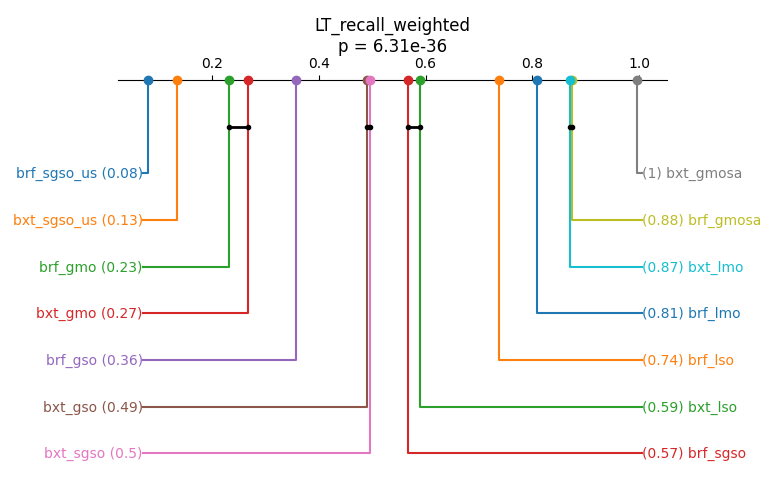 LT_recall_weighted
p = 6.31e-36
0.2 0.4 0.6 0.8 1.0
brf_sgso_us (0.08) (1) bxt_gmosa
bxt_sgso_us (0.13) (0.88) brf_gmosa
brf_gmo (0.23) (0.87) bxt_lmo
bxt_gmo (0.27) (0.81) brf_lmo
brf_gso (0.36) (0.74) brf_lso
bxt_gso (0.49) (0.59) bxt_lso
bxt_sgso (0.5) (0.57) brf_sgso